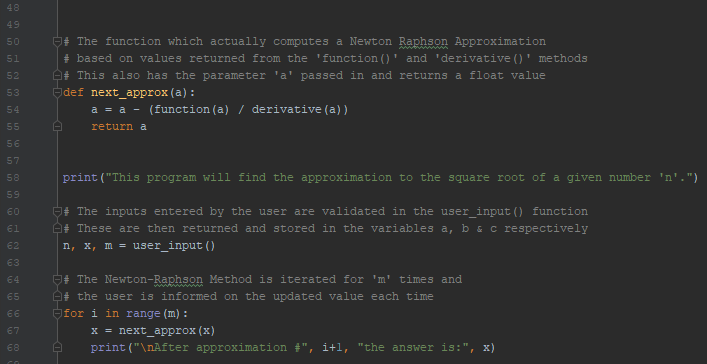 48
49
50 # The function which actually computes a Newton Raphson Approximation
51 # based on values returned from the 'function()' and 'derivative()' methods
52 # This also has the parameter 'a' passed in and returns a float value
53 def next_approx(a):
54     a = a - (function(a) / derivative(a))
55     return a
56
57
58 print("This program will find the approximation to the square root of a given number 'n'.")
59
60 # The inputs entered by the user are validated in the user_input() function
61 # These are then returned and stored in the variables a, b & c respectively
62 n, x, m = user_input()
63
64 # The Newton-Raphson Method is iterated for 'm' times and
65 # the user is informed on the updated value each time
66 for i in range(m):
67     x = next_approx(x)
68     print("\nAfter approximation #", i+1, "the answer is:", x)
69